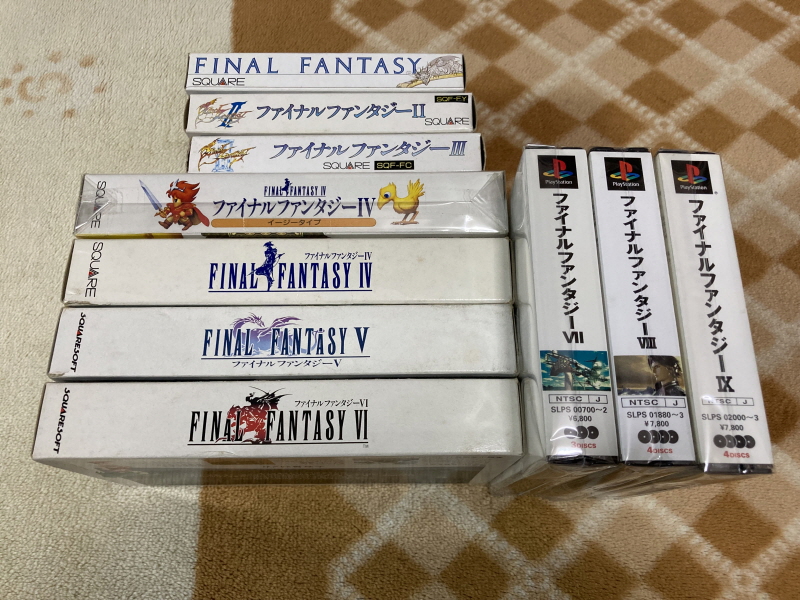 FINAL FANTASY
SQUARE
ファイナルファンタジーII
SQF-FY
SQUARE
ファイナルファンタジーIII
SQUARE SQF-FC
SQUARE
FINAL FANTASY IV
ファイナルファンタジーIV
イージータイプ
SQUARE
ファイナルファンタジーIV
FINAL FANTASY IV
SQUARESOFT
FINAL FANTASY V
ファイナルファンタジーV
SQUARESOFT
ファイナルファンタジーVI
FINAL FANTASY VI
PlayStation
ファイナルファンタジーVII
NTSC J
SLPS 00700~2
¥6,800
3DISCS
PlayStation
ファイナルファンタジーVIII
NTSC J
SLPS 01880~3
¥7,800
4DISCS
PlayStation
ファイナルファンタジーIX
NTSC J
SLPS 02000~3
¥7,800
4DISCS